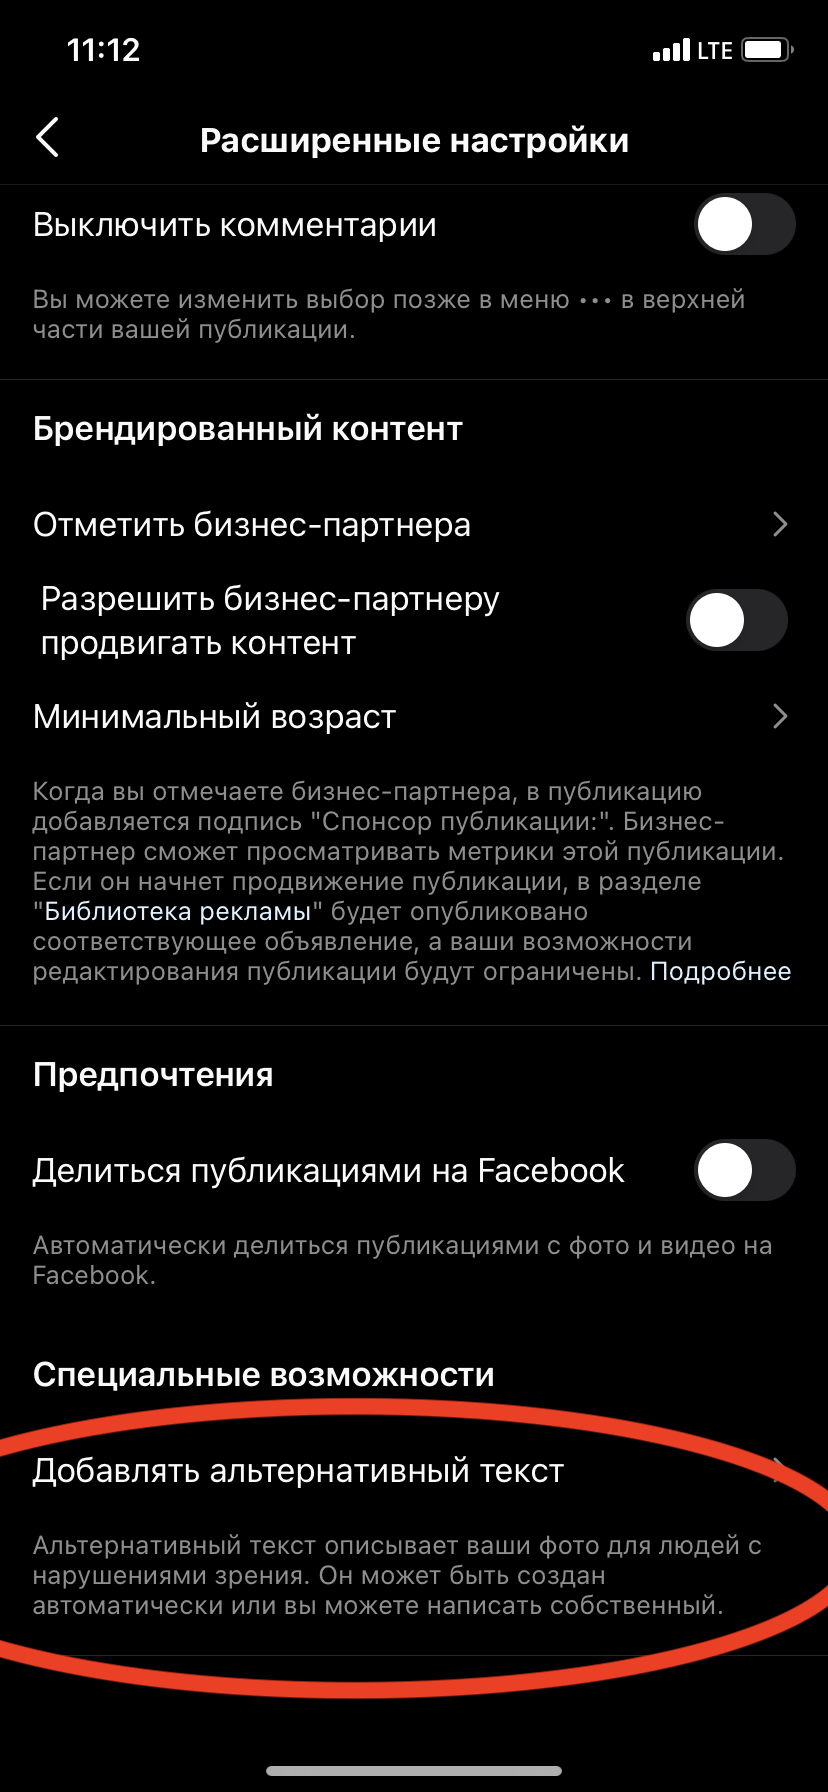 11:12
LTE
Расширенные настройки
Выключить комментарии
Вы можете изменить выбор позже в меню ••• в верхней
части вашей публикации.
Брендированный контент
Отметить бизнес-партнера
Разрешить бизнес-партнеру
продвигать контент
Минимальный возраст
Когда вы отмечаете бизнес-партнера, в публикацию
добавляется подпись "Спонсор публикации:". Бизнес-
партнер сможет просматривать метрики этой публикации.
Если он начнет продвижение публикации, в разделе
"Библиотека рекламы" будет опубликовано
соответствующее объявление, а ваши возможности
редактирования публикации будут ограничены. Подробнее
Предпочтения
Делиться публикациями на Facebook
Автоматически делиться публикациями с фото и видео на
Facebook.
Специальные возможности
Добавлять альтернативный текст
Альтернативный текст описывает ваши фото для людей с
нарушениями зрения. Он может быть создан
автоматически или вы можете написать собственный.